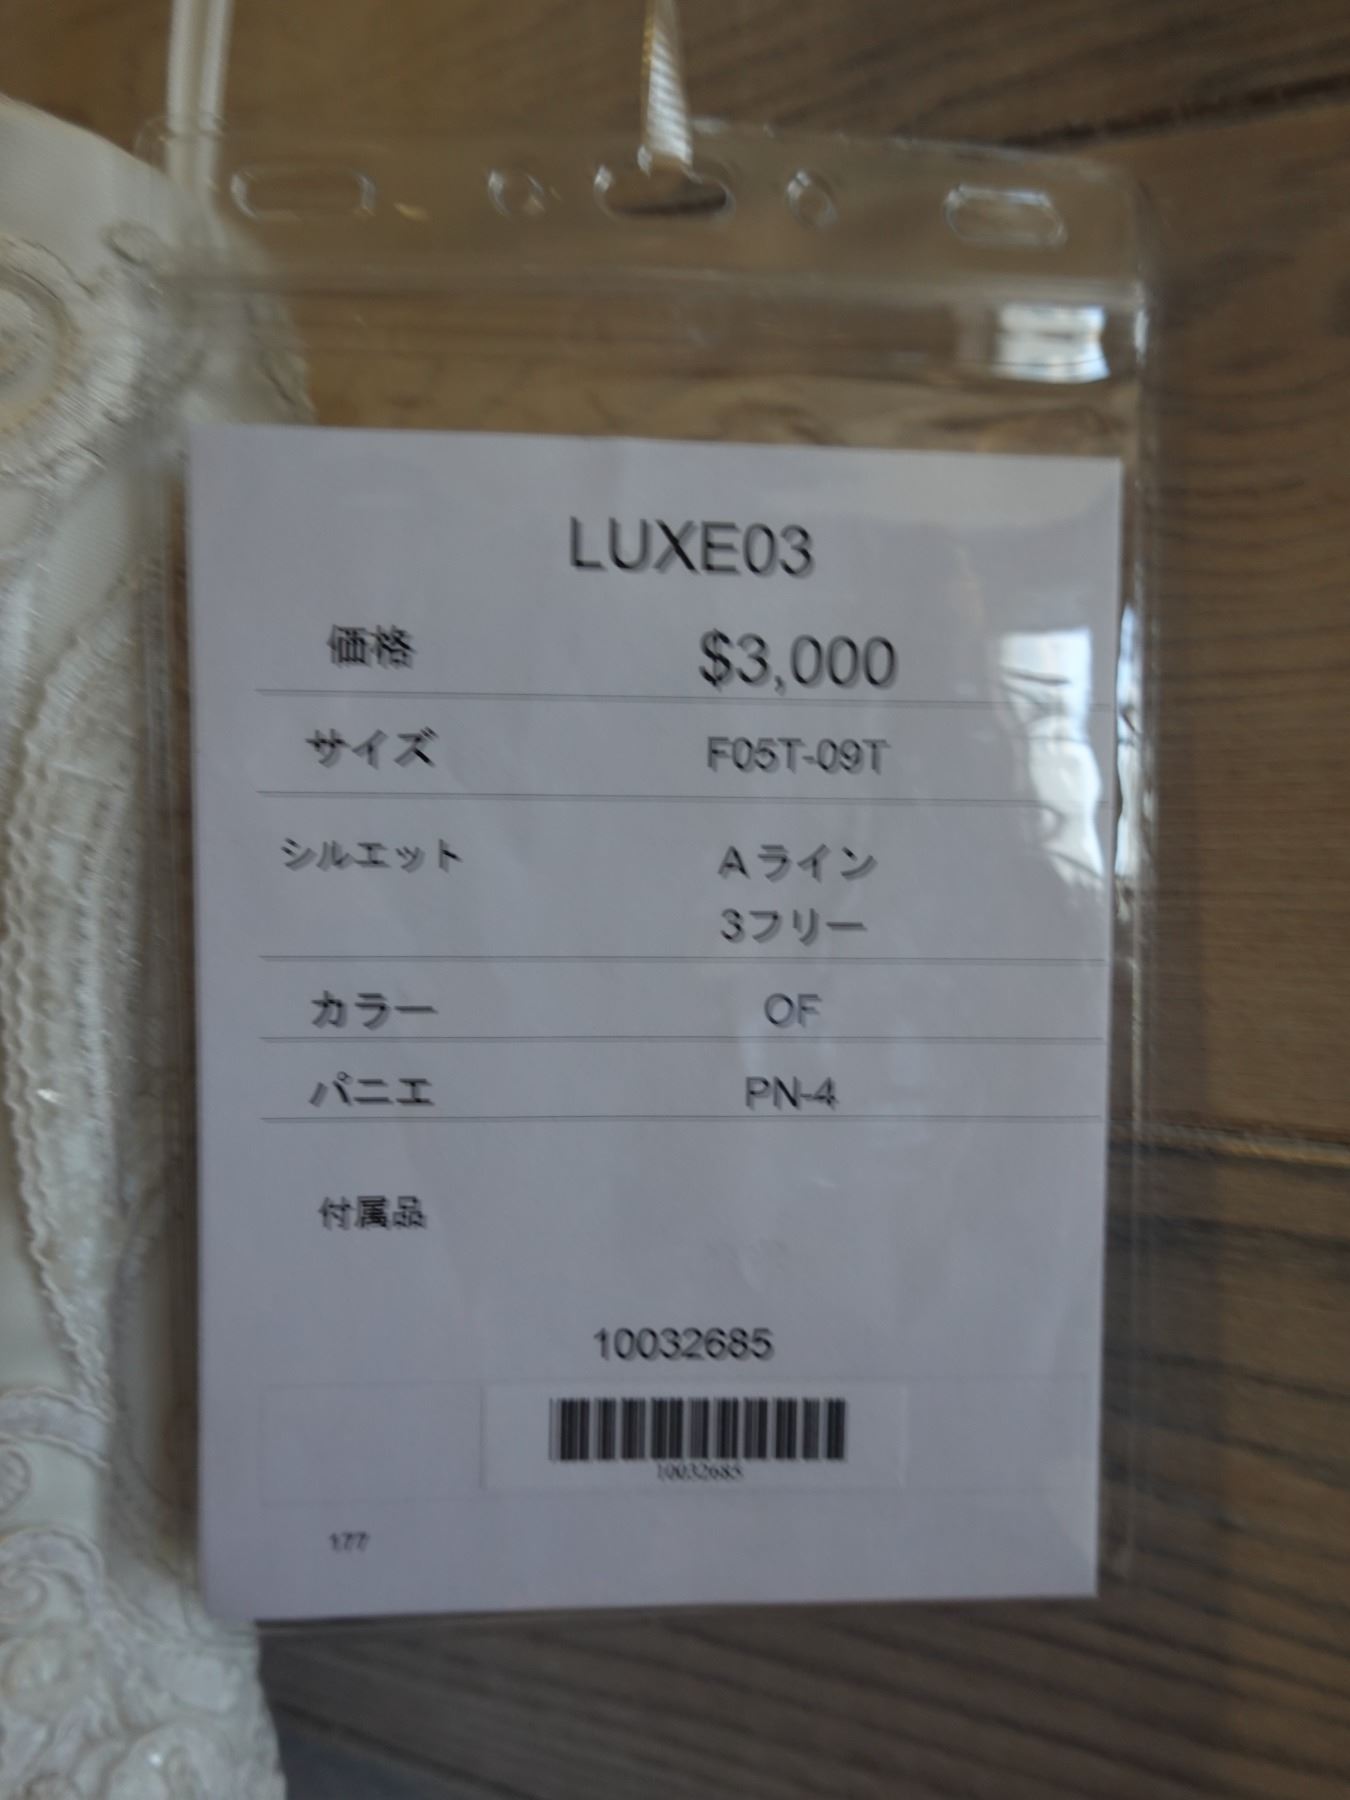 LUXE03
価格 $3,000
サイズ F05T-09T
シルエット Aライン
3フリー
カラー OF
パニエ PN-4
付属品
10032685
10032685
177